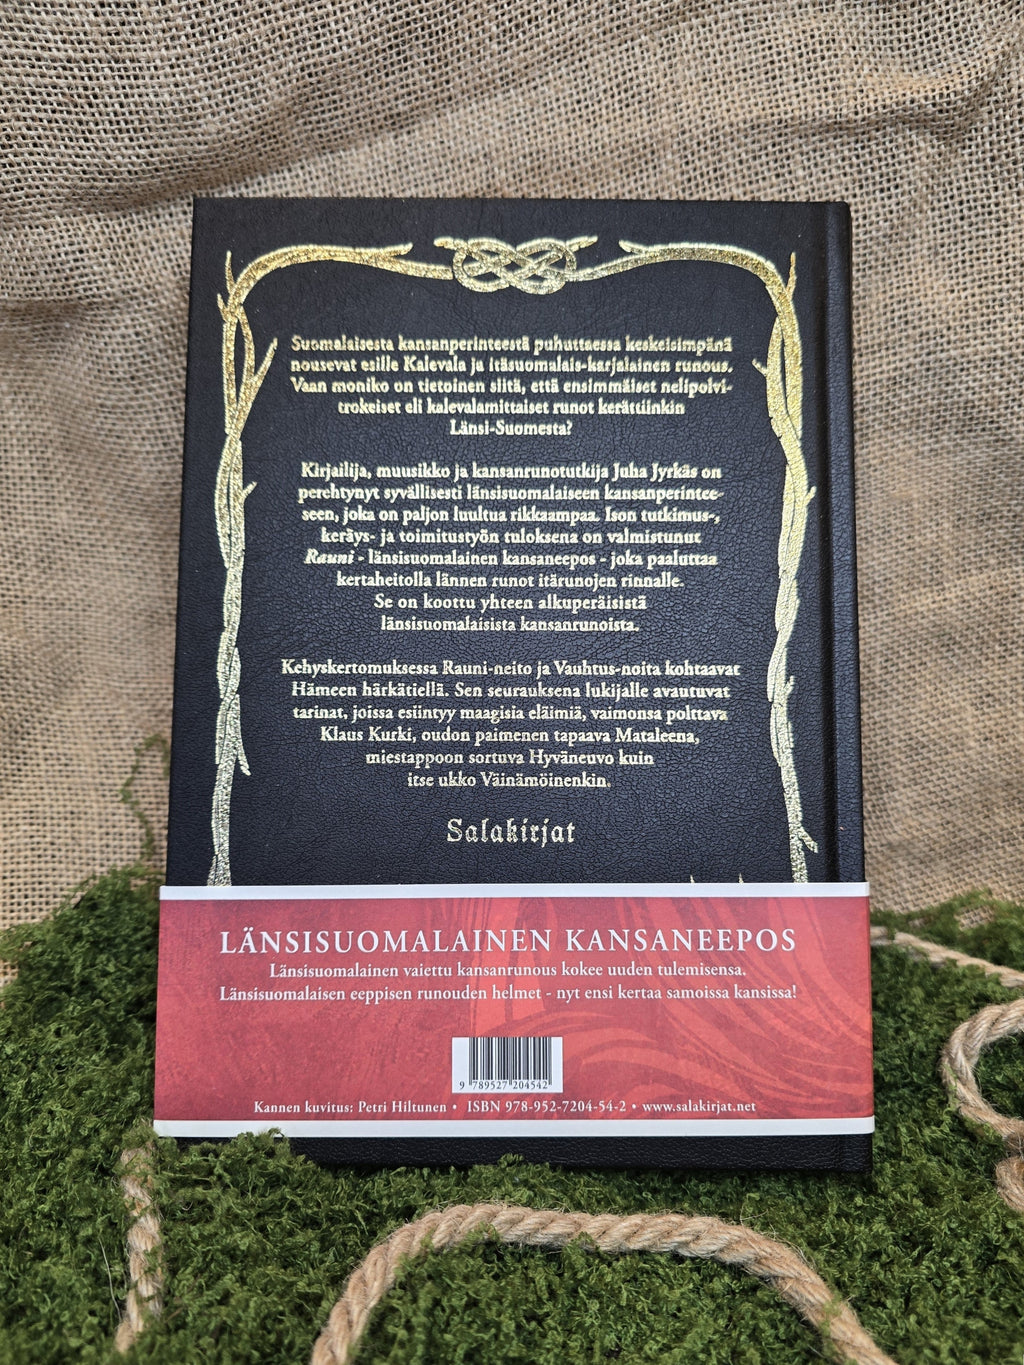 Suomalaisesta kansanperinteestä puhuttaessa keskeisimpänä
nousevat esille Kalevala ja itäsuomalais-karjalainen runous.
Vaan moniko on tietoinen siitä, että ensimmäiset nelipolvi-
trokeiset eli kalevalamittaiset runot kerättiinkin
Länsi-Suomesta?
Kirjailija, muusikko ja kansanrunotutkija Juha Jyrkäs on
perehtynyt syvällisesti länsisuomalaiseen kansanperintee-
seen, joka on paljon luultua rikkaampaa. Ison tutkimus-,
keräys- ja toimitustyön tuloksena on valmistunut
Rauni - länsisuomalainen kansaneepos - joka paaluttaa
kertaheitolla lännen runot itärunojen rinnalle.
Se on koottu yhteen alkuperäisistä
länsisuomalaisista kansanrunoista.
Kehyskertomuksessa Rauni-neito ja Vauhtus-noita kohtaavat
Hämeen härkätiellä. Sen seurauksena lukijalle avautuvat
tarinat, joissa esiintyy maagisia eläimiä, vaimonsa polttava
Klaus Kurki, oudon paimenen tapaava Mataleena,
miestappoon sortuva Hyväneuvo kuin
itse ukko Väinämöinenkin.
Salakirjat
LÄNSISUOMALAINEN KANSANEEPOS
Länsisuomalainen vaiettu kansanrunous kokee uuden tulemisensa.
Länsisuomalaisen eeppisen runouden helmet - nyt ensi kertaa samoissa kansissa!
9 789527 204542
Kannen kuvitus: Petri Hiltunen • ISBN 978-952-7204-54-2 • www.salakirjat.net